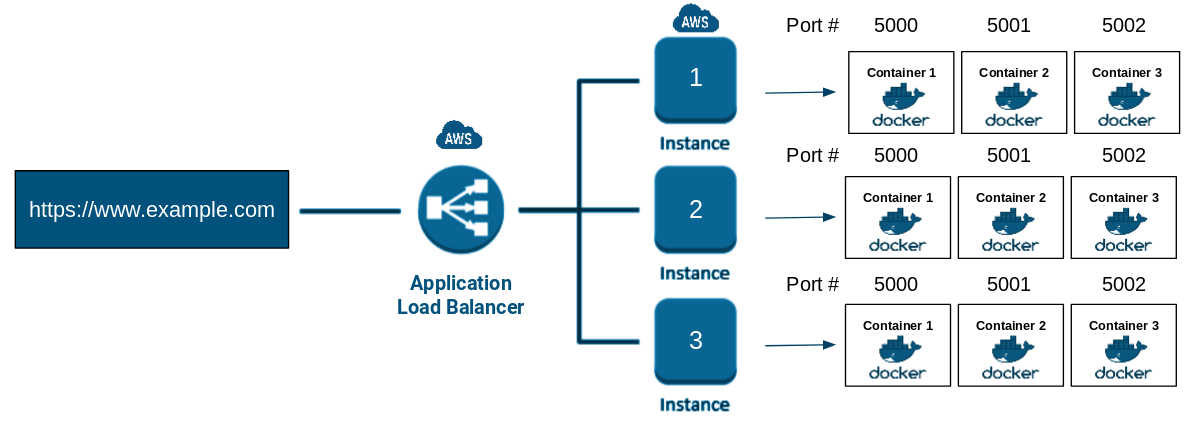 AWS
Port # 5000 5001 5002
1
Container 1 Container 2 Container 3
docker docker docker
Instance
AWS
Port # 5000 5001 5002
https://www.example.com
2
Container 1 Container 2 Container 3
docker docker docker
Instance
Application
Load Balancer
Port # 5000 5001 5002
3
Container 1 Container 2 Container 3
docker docker docker
Instance